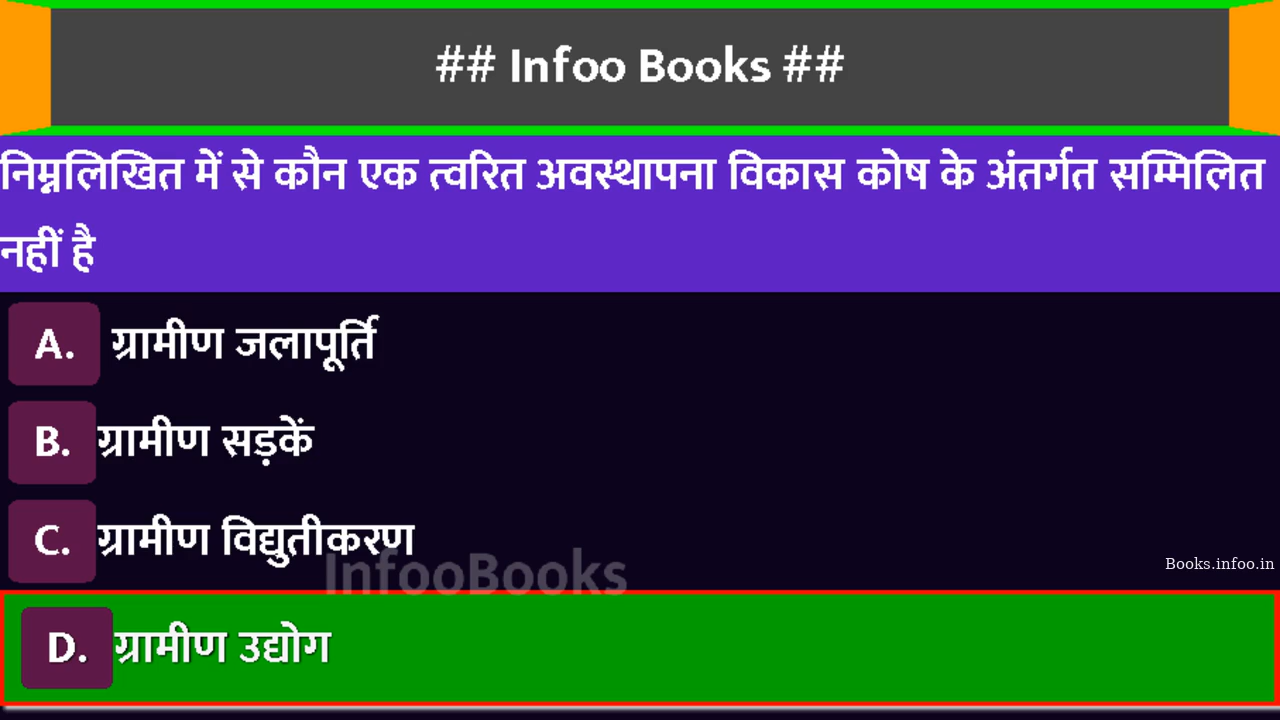 ## Infoo Books ##
निम्नलिखित में से कौन एक त्वरित अवस्थापना विकास कोष के अंतर्गत सम्मिलित
नहीं है
A. ग्रामीण जलापूर्ति
B. ग्रामीण सड़कें
C. ग्रामीण विद्युतीकरण
Books.infoo.in
InfooBooks
D. ग्रामीण उद्योग